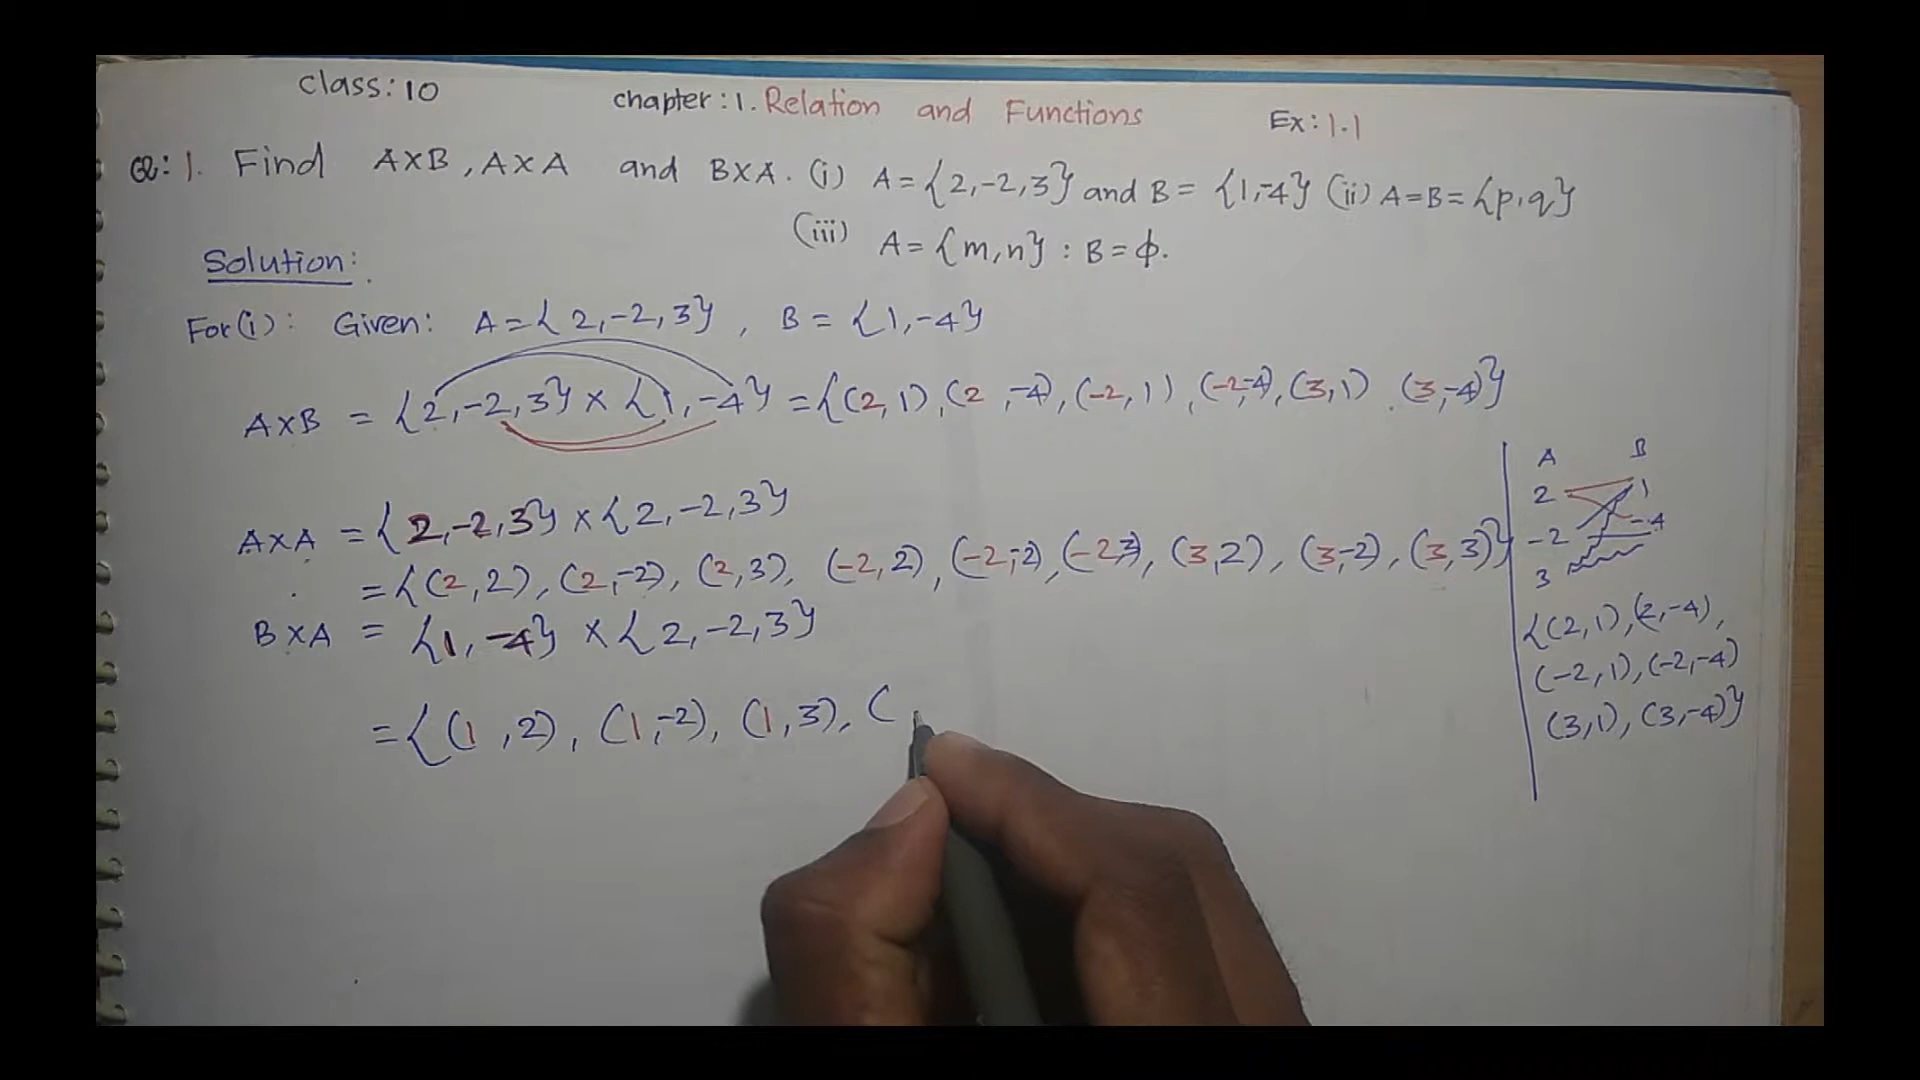 class: 10
chapter: 1. Relation and Functions
Ex: 1.1
Q: 1. Find A×B, A×A and B×A. (i) A = {2,-2,3} and B = {1,-4} (ii) A=B= {p,q}
(iii) A= {m,n} : B = ϕ.
Solution:
For(i): Given: A={2,-2,3}, B = {1,-4}
A×B = {2,-2,3} × {1,-4} = {(2,1), (2,-4), (-2,1), (-2,-4), (3,1), (3,-4)}
A×A = {2,-2,3} × {2,-2,3}
= {(2,2), (2,-2), (2,3), (-2,2), (-2,-2), (-2,3), (3,2), (3,-2), (3,3)}
B×A = {1,-4} × {2,-2,3}
= {(1,2), (1,-2), (1,3), (
A B
2 1
-2 -4
3
{(2,1), (2,-4),
(-2,1), (-2,-4)
(3,1), (3,-4)}